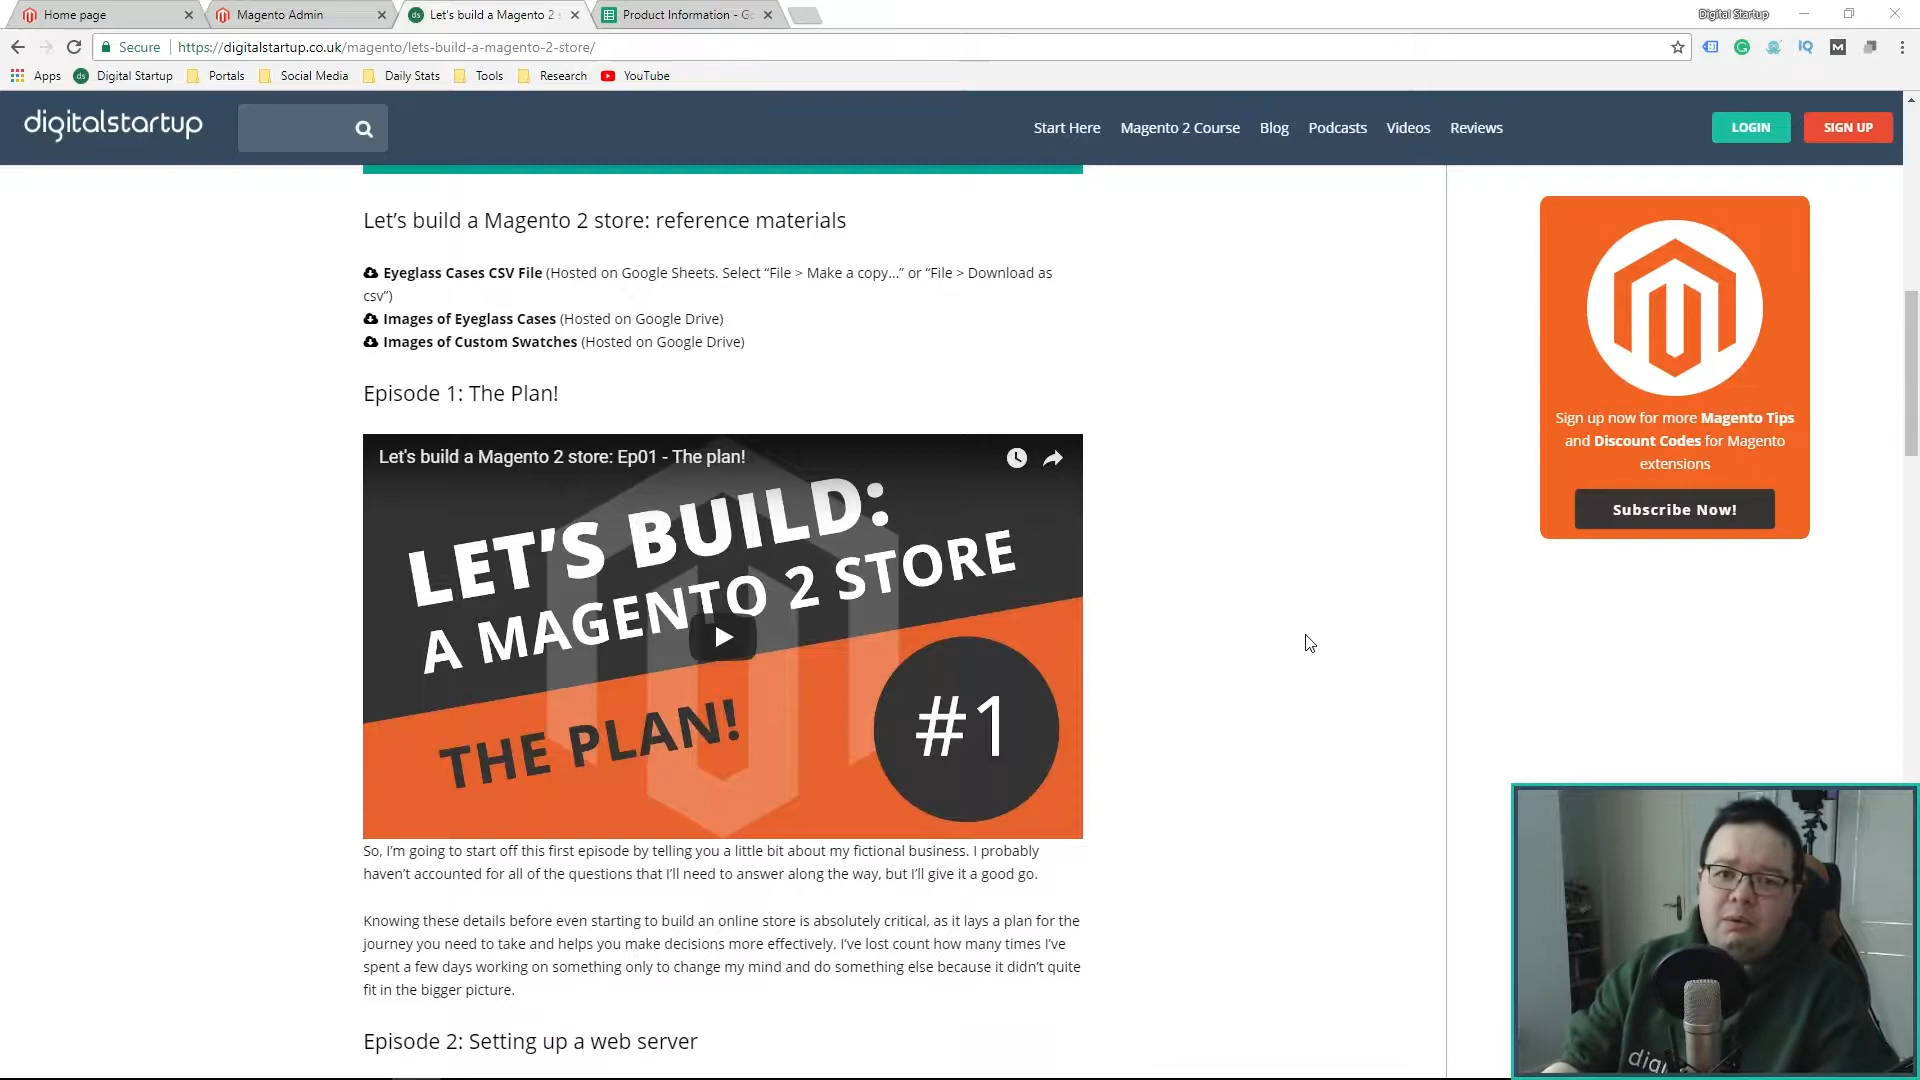 Home page
Magento Admin
Let's build a Magento 2
Product Information - Go
Digital Startup
Secure
https://digitalstartup.co.uk/magento/lets-build-a-magento-2-store/
Apps
Digital Startup
Portals
Social Media
Daily Stats
Tools
Research
YouTube
digitalstartup
Start Here
Magento 2 Course
Blog
Podcasts
Videos
Reviews
LOGIN
SIGN UP
Let's build a Magento 2 store: reference materials
Eyeglass Cases CSV File (Hosted on Google Sheets. Select “File > Make a copy...” or “File > Download as
csv”)
Images of Eyeglass Cases (Hosted on Google Drive)
Images of Custom Swatches (Hosted on Google Drive)
Episode 1: The Plan!
Let's build a Magento 2 store: Ep01 - The plan!
LET'S BUILD:
A MAGENTO 2 STORE
THE PLAN!
#1
So, I'm going to start off this first episode by telling you a little bit about my fictional business. I probably
haven't accounted for all of the questions that I'll need to answer along the way, but I'll give it a good go.
Knowing these details before even starting to build an online store is absolutely critical, as it lays a plan for the
journey you need to take and helps you make decisions more effectively. I've lost count how many times I've
spent a few days working on something only to change my mind and do something else because it didn't quite
fit in the bigger picture.
Episode 2: Setting up a web server
Sign up now for more Magento Tips
and Discount Codes for Magento
extensions
Subscribe Now!